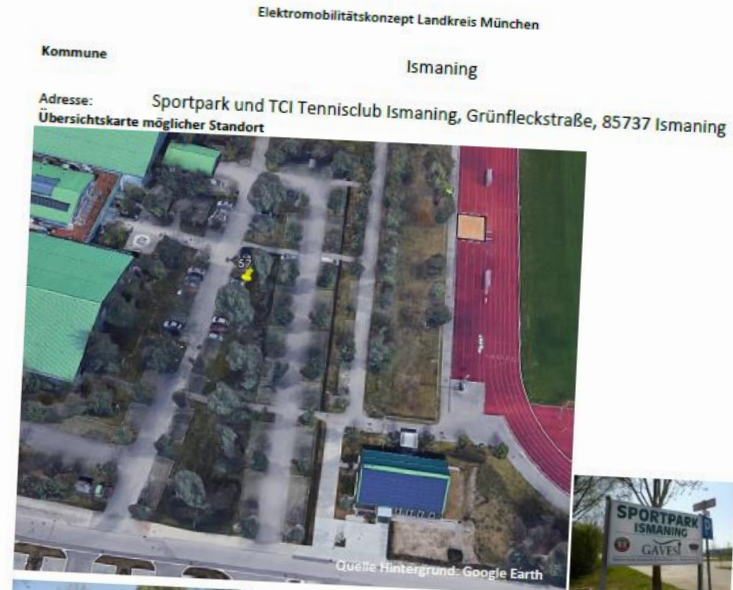 Elektromobilitätskonzept Landkreis München
Kommune
Ismaning
Adresse: Sportpark und TCI Tennisclub Ismaning, Grünfleckstraße, 85737 Ismaning
Übersichtskarte möglicher Standort
Quelle Hintergrund: Google Earth
SPORTPARK
ISMANING
GAVESI
P